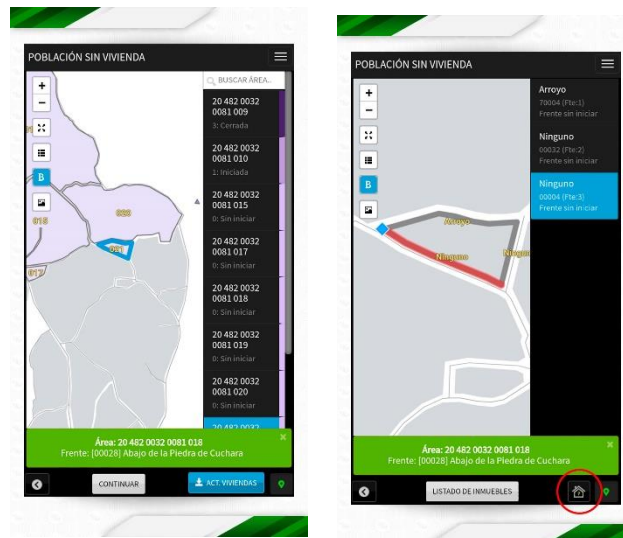 POBLACIÓN SIN VIVIENDA
BUSCAR ÁREA..
20 482 0032
0081 009
3: Cerrada
20 482 0032
0081 010
1: Iniciada
20 482 0032
0081 015
0: Sin iniciar
20 482 0032
0081 017
0: Sin iniciar
20 482 0032
0081 018
0: Sin iniciar
20 482 0032
0081 019
0: Sin iniciar
20 482 0032
0081 020
0: Sin iniciar
20 482 0032
B
018
020
021
017
Área: 20 482 0032 0081 018
Frente: [00028] Abajo de la Piedra de Cuchara
CONTINUAR
ACT. VIVIENDAS
POBLACIÓN SIN VIVIENDA
Arroyo
70004 (Fte:1)
Frente sin iniciar
Ninguno
00032 (Fte:2)
Frente sin iniciar
Ninguno
00004 (Fte:3)
Frente sin iniciar
B
Arroyo
Ninguno
Ninguno
Área: 20 482 0032 0081 018
Frente: [00028] Abajo de la Piedra de Cuchara
LISTADO DE INMUEBLES